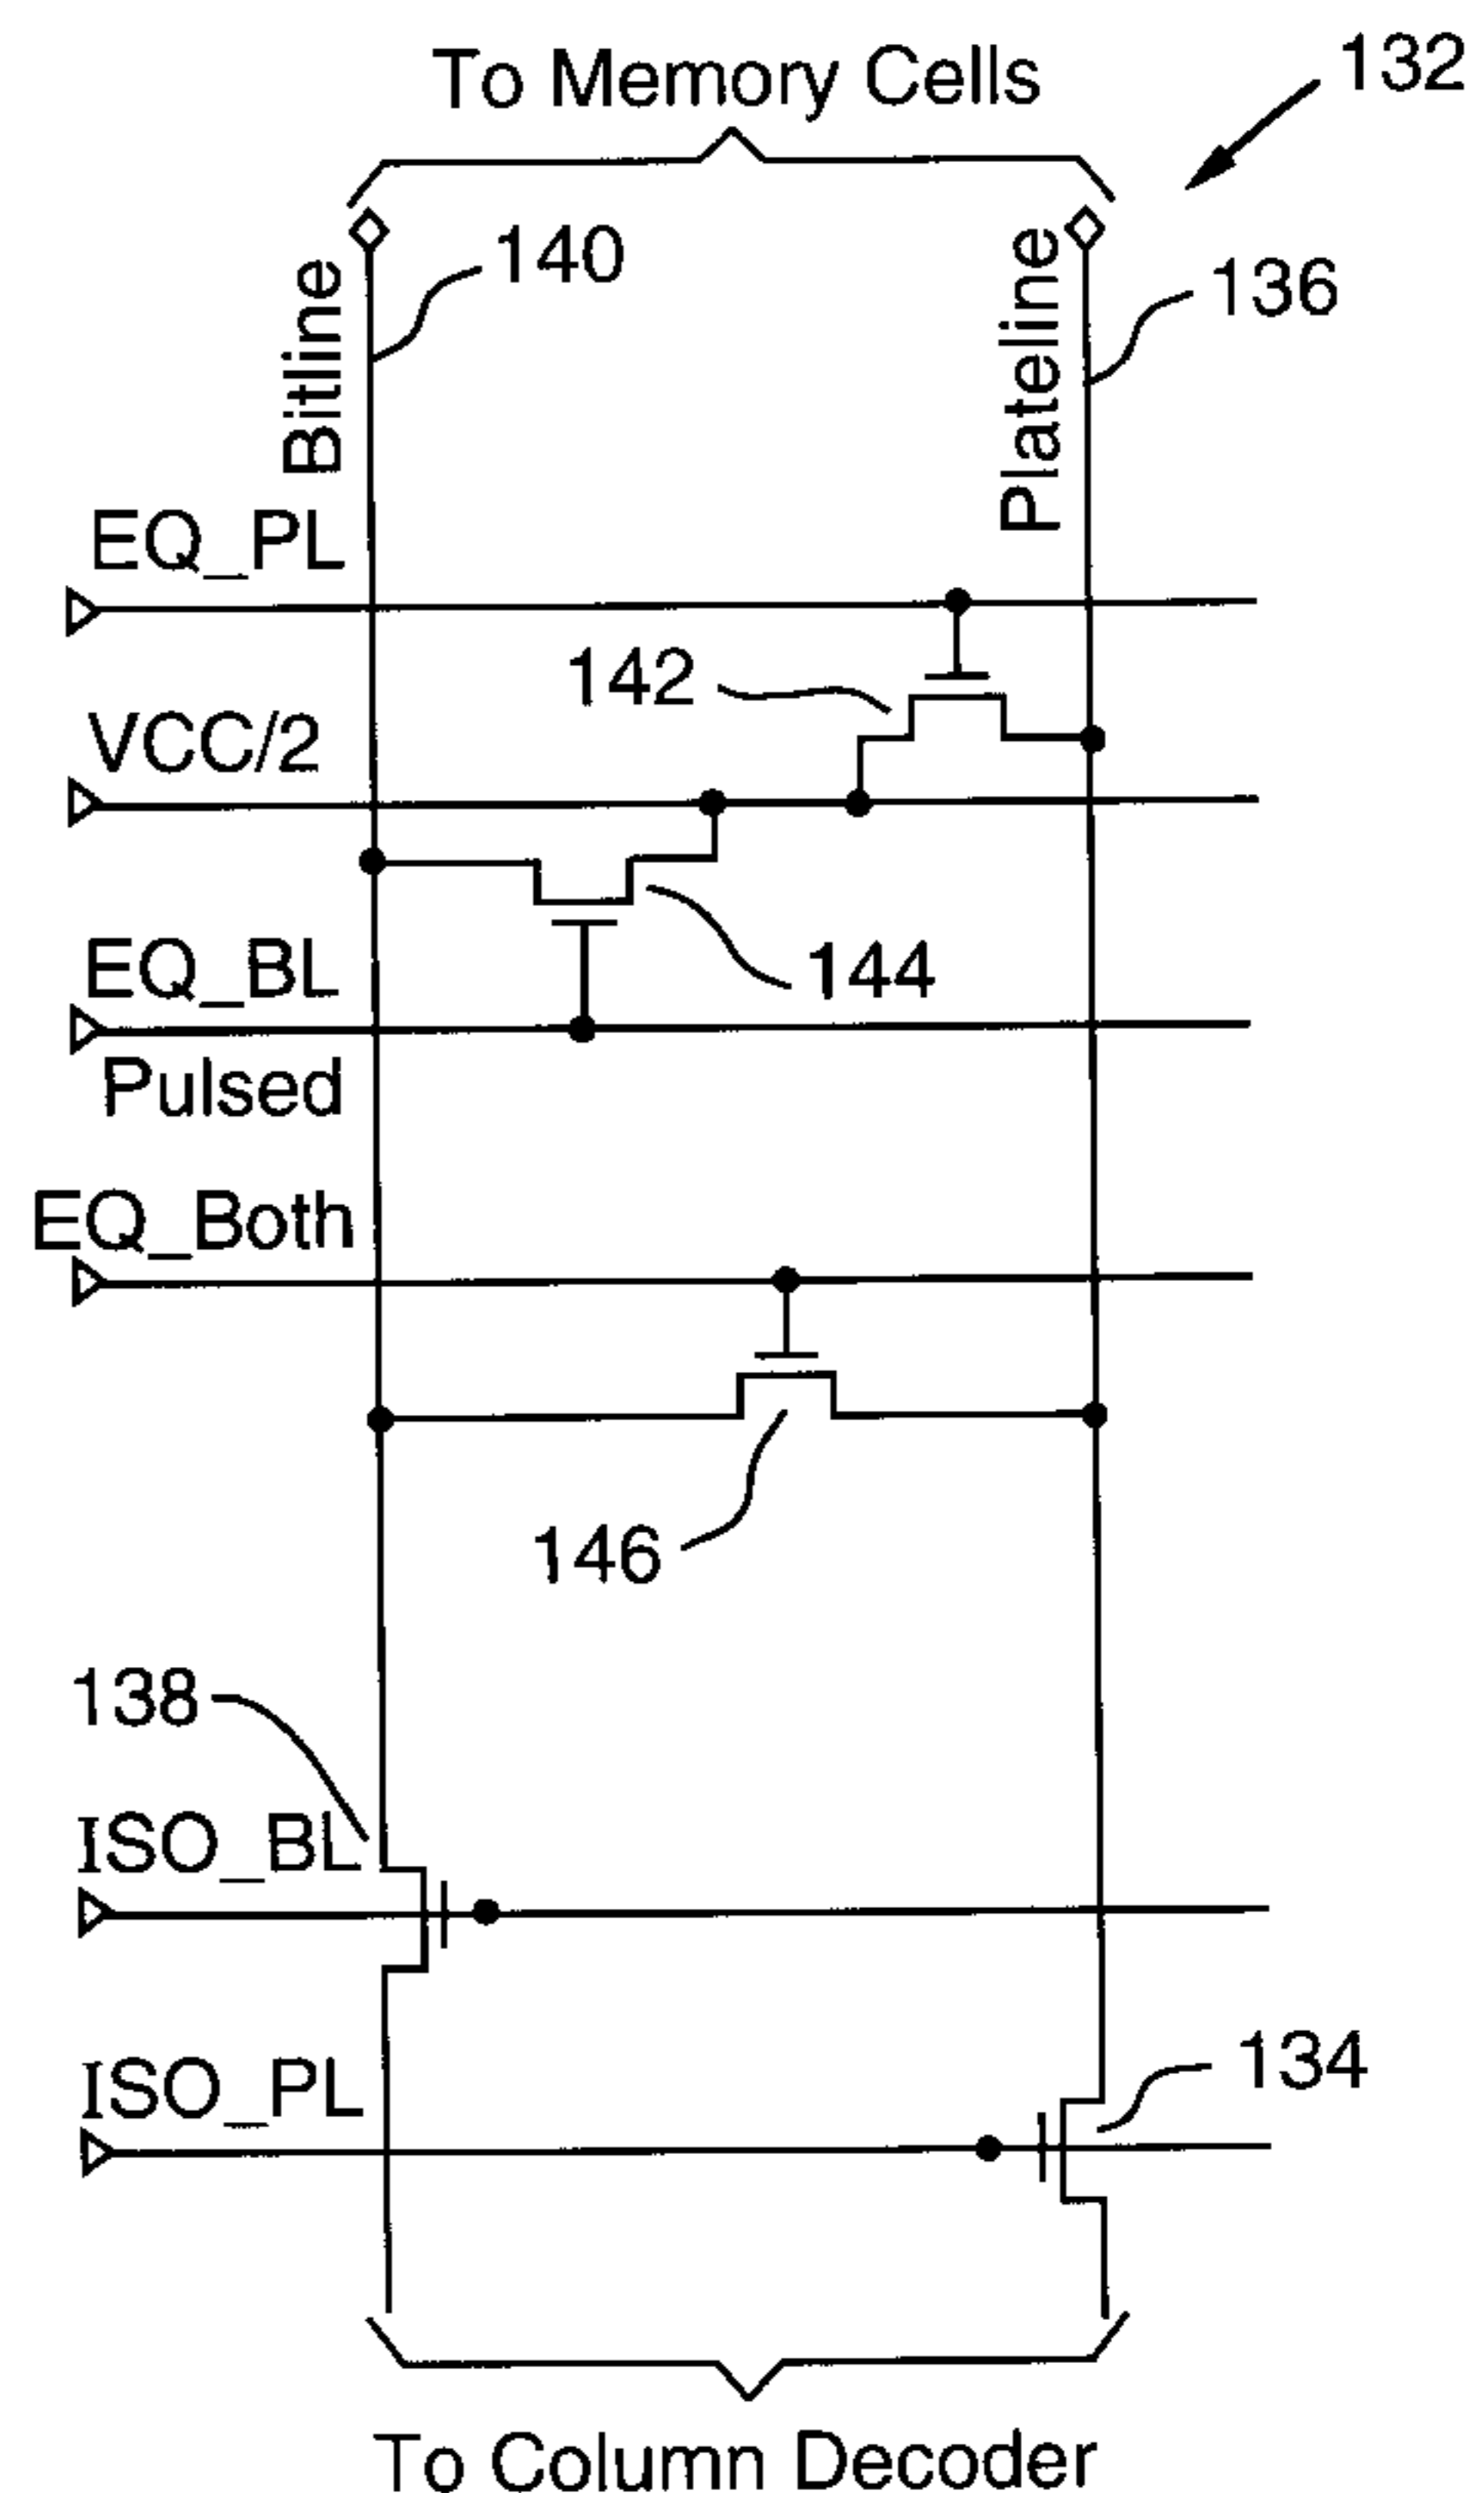 To Memory Cells
132
140
136
Bitline
Plateline
EQ_PL
142
VCC/2
EQ_BL
144
Pulsed
EQ_Both
146
138
ISO_BL
ISO_PL
134
To Column Decoder